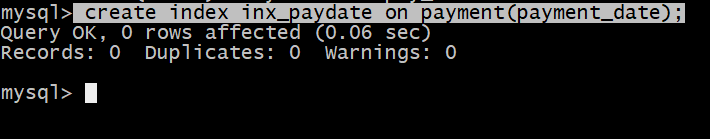 mysql> create index inx_paydate on payment(payment_date);
Query OK, 0 rows affected (0.06 sec)
Records: 0  Duplicates: 0  Warnings: 0
mysql>